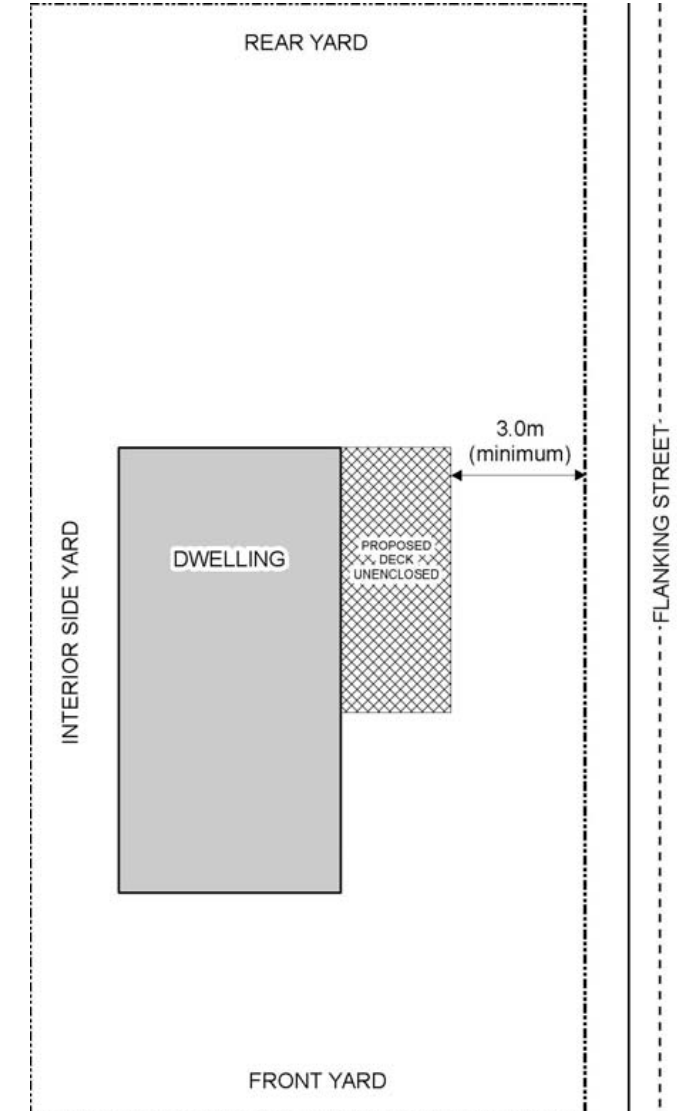 REAR YARD
3.0m
(minimum)
FLANKING STREET
DWELLING
PROPOSED
DECK
UNENCLOSED
INTERIOR SIDE YARD
FRONT YARD